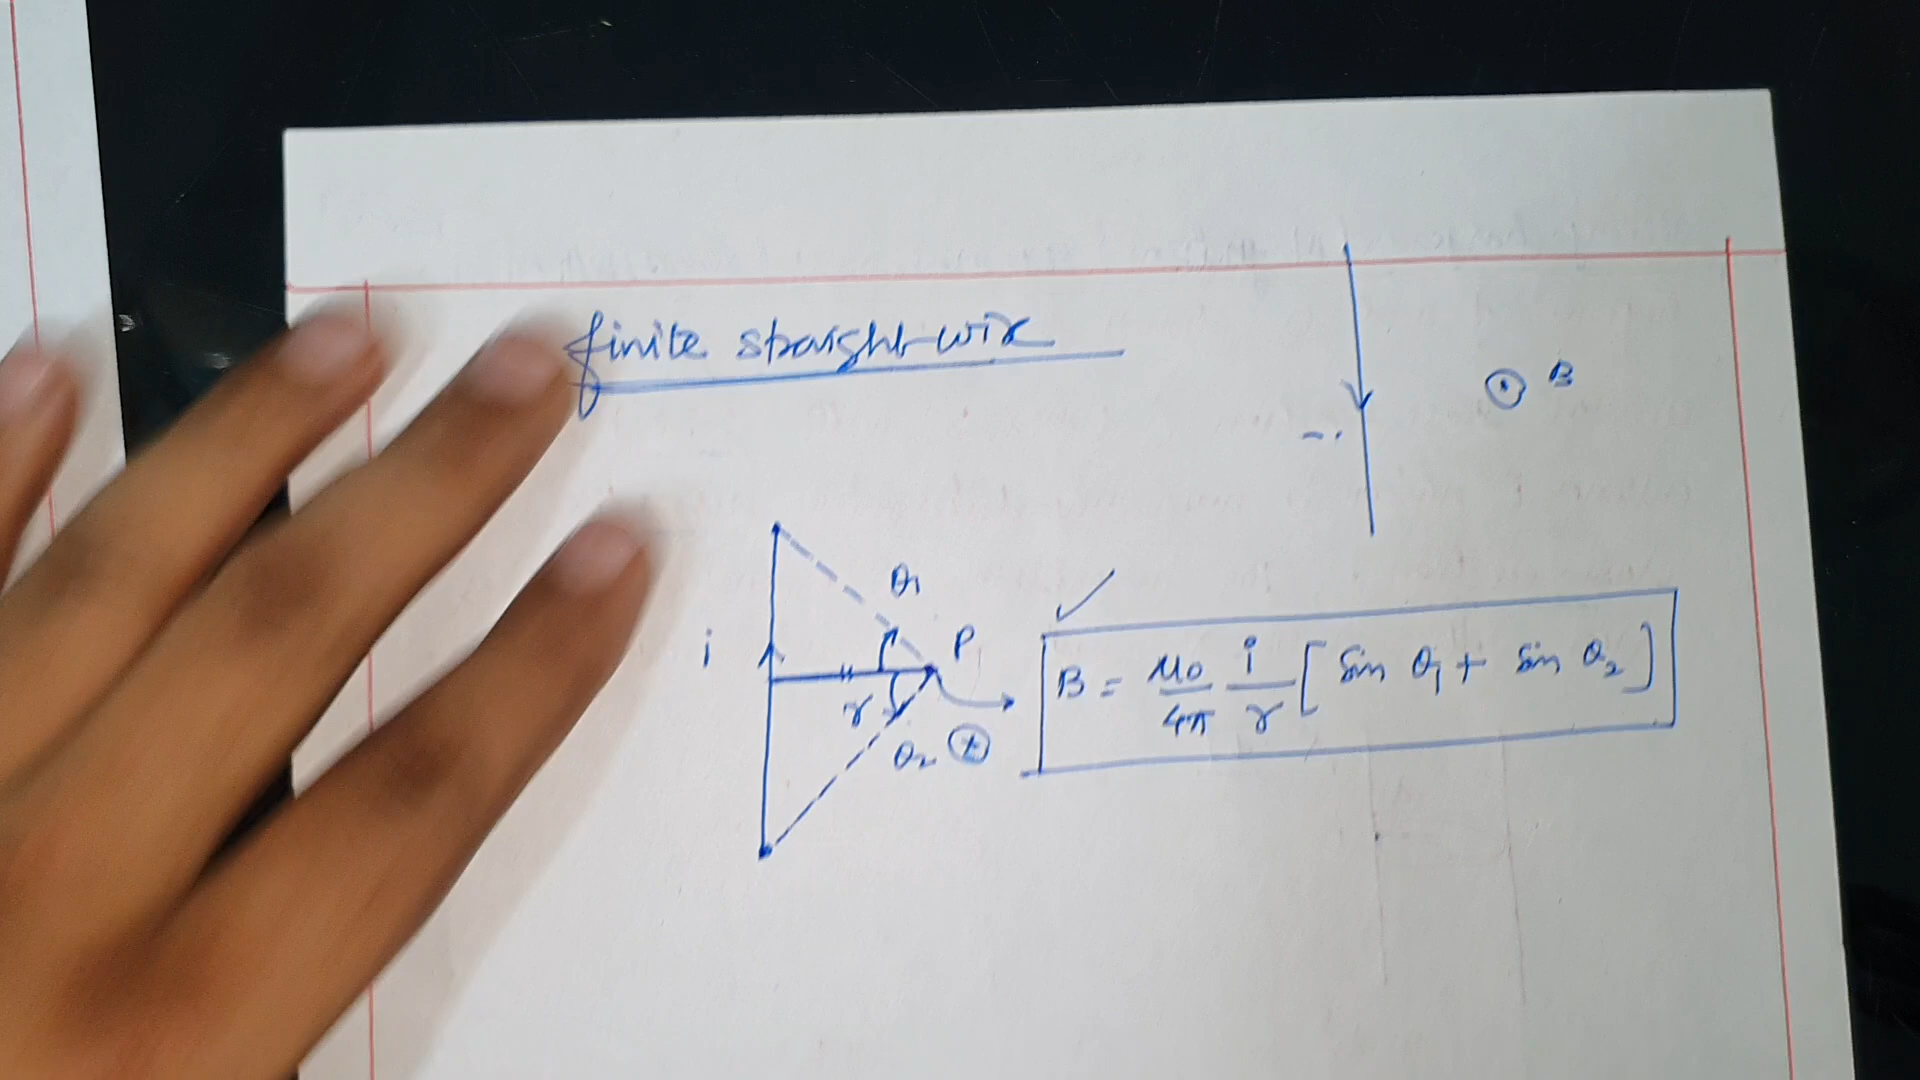 finite straight wire
B
i
θ₁
i
P
r
θ₂
B = μ₀/4π i/r [ Sin θ₁ + Sin θ₂ ]